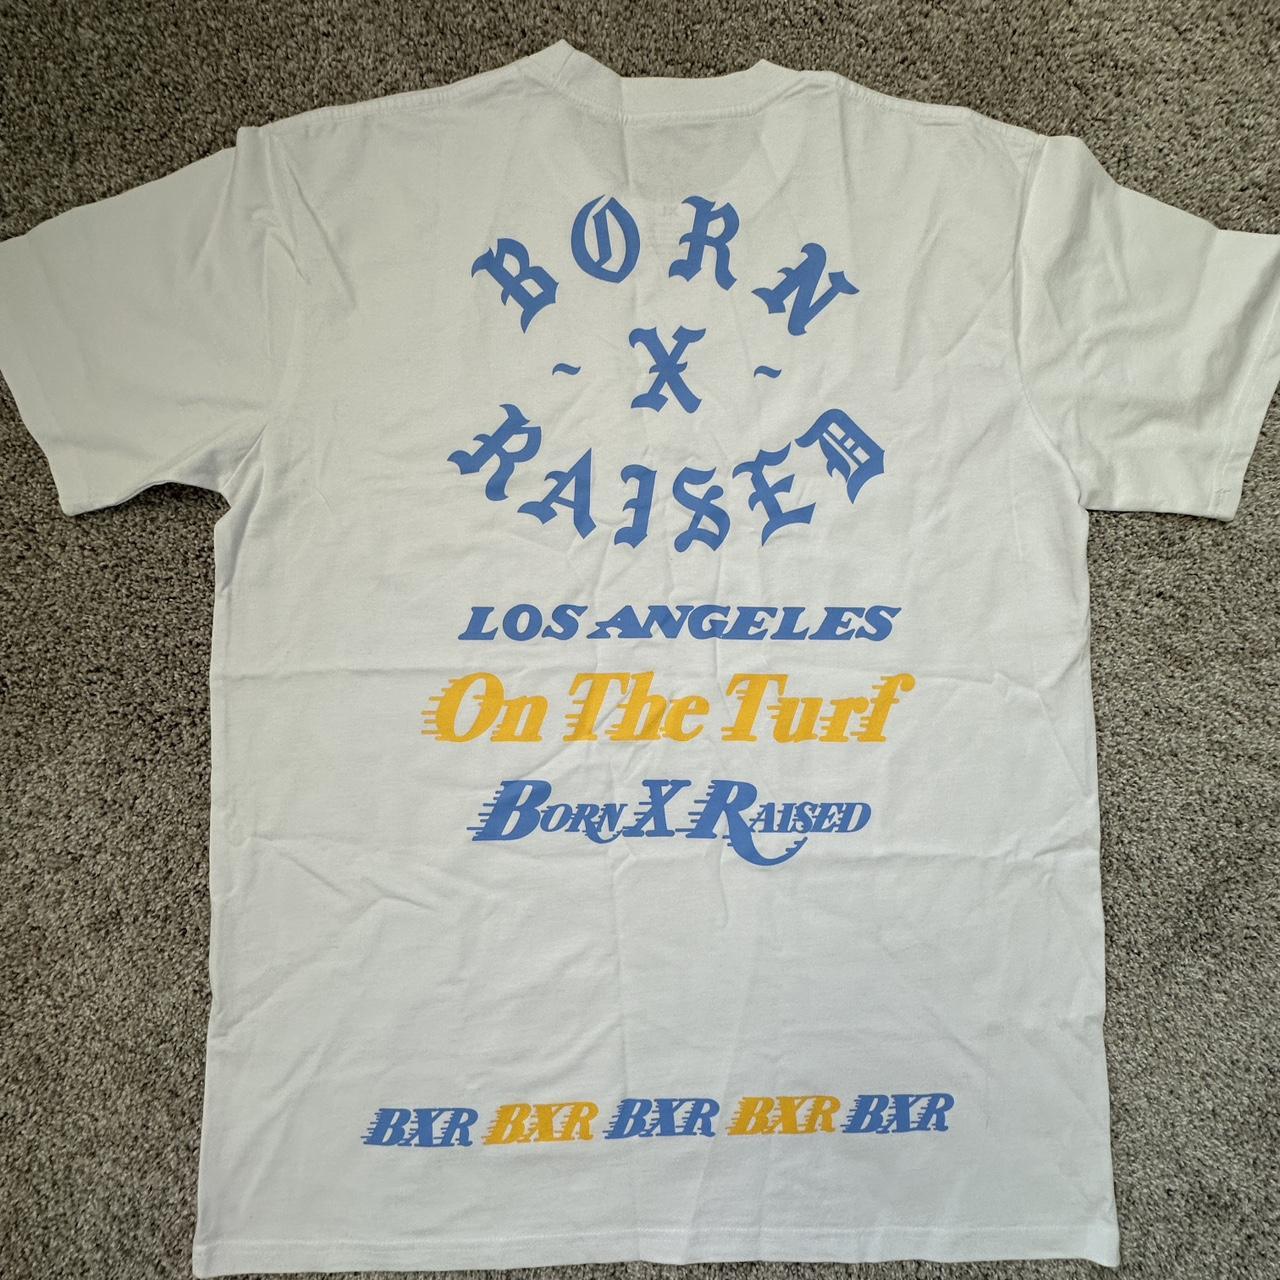 BORN
~ X ~
RAISED
LOS ANGELES
On The Turf
BORN X RAISED
BXR BXR BXR BXR BXR